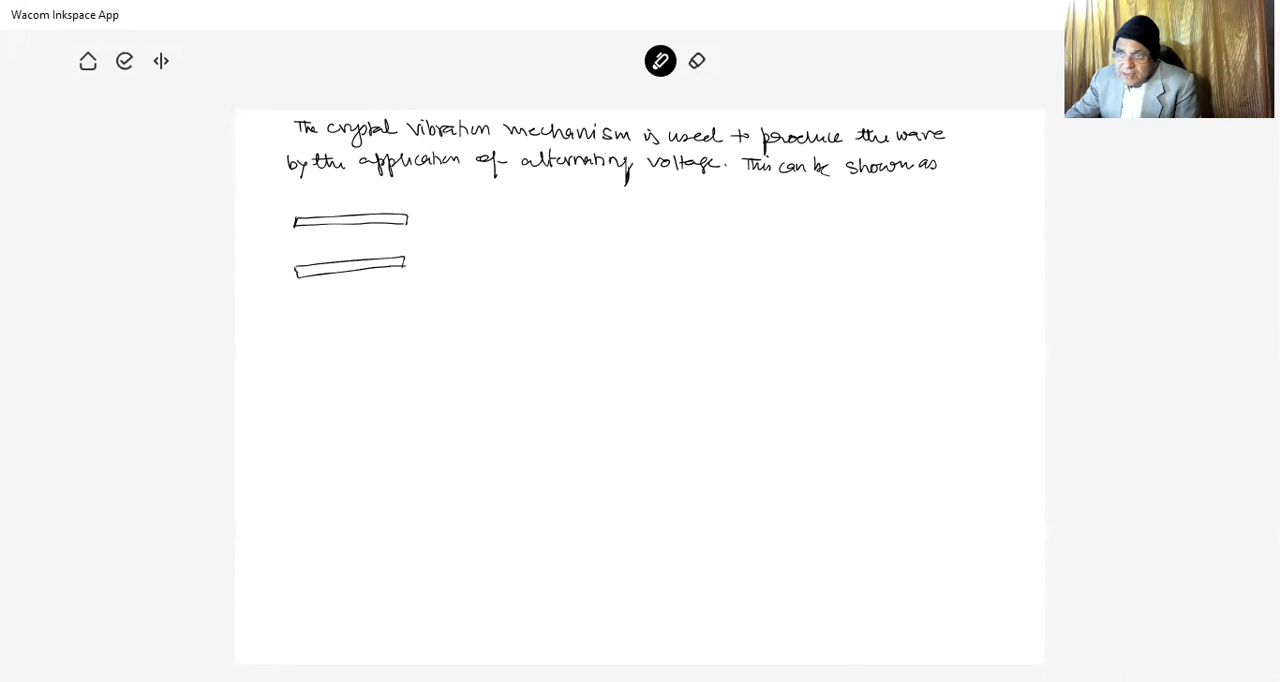 Wacom Inkspace App
The crystal vibration mechanism is used to produce the wave
by the application of alternating voltage. This can be shown as